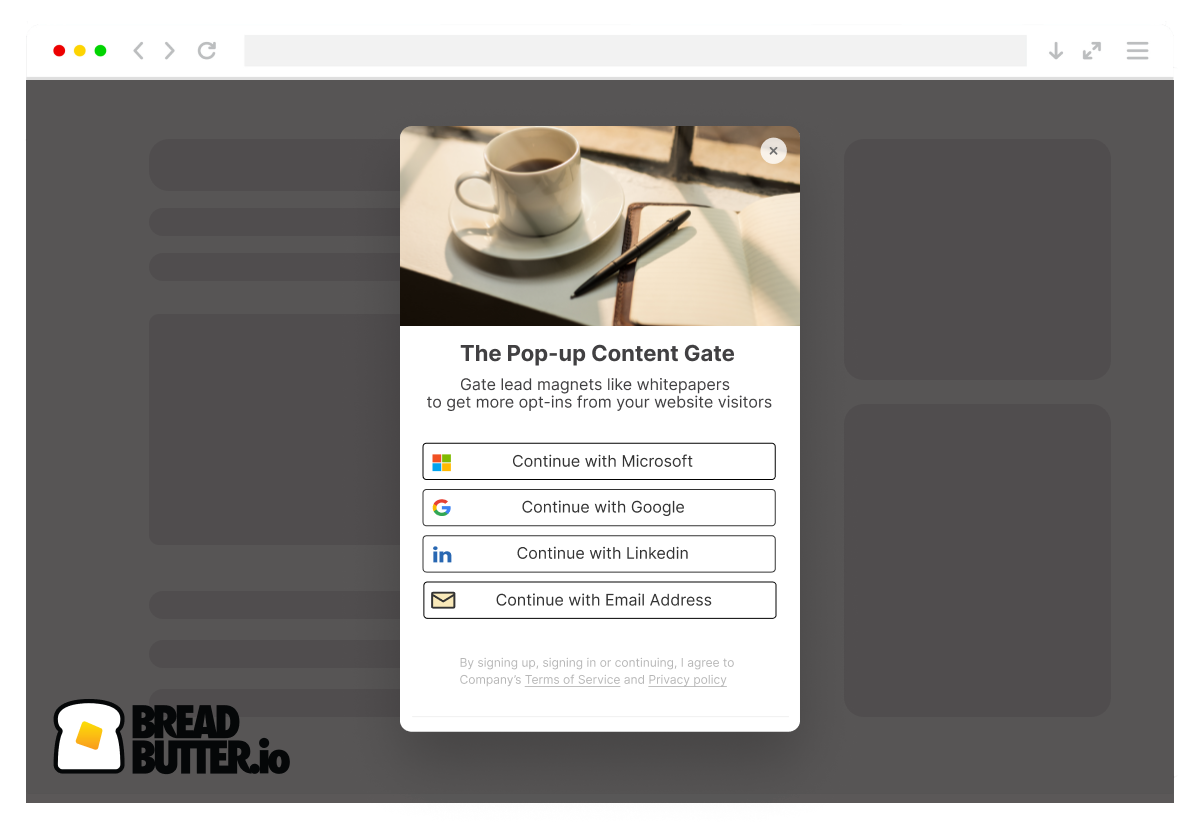 The Pop-up Content Gate
Gate lead magnets like whitepapers
to get more opt-ins from your website visitors
Continue with Microsoft
Continue with Google
in
Continue with Linkedin
Continue with Email Address
By signing up, signing in or continuing, I agree to
Company's Terms of Service and Privacy policy
BREAD
BUTTER.io